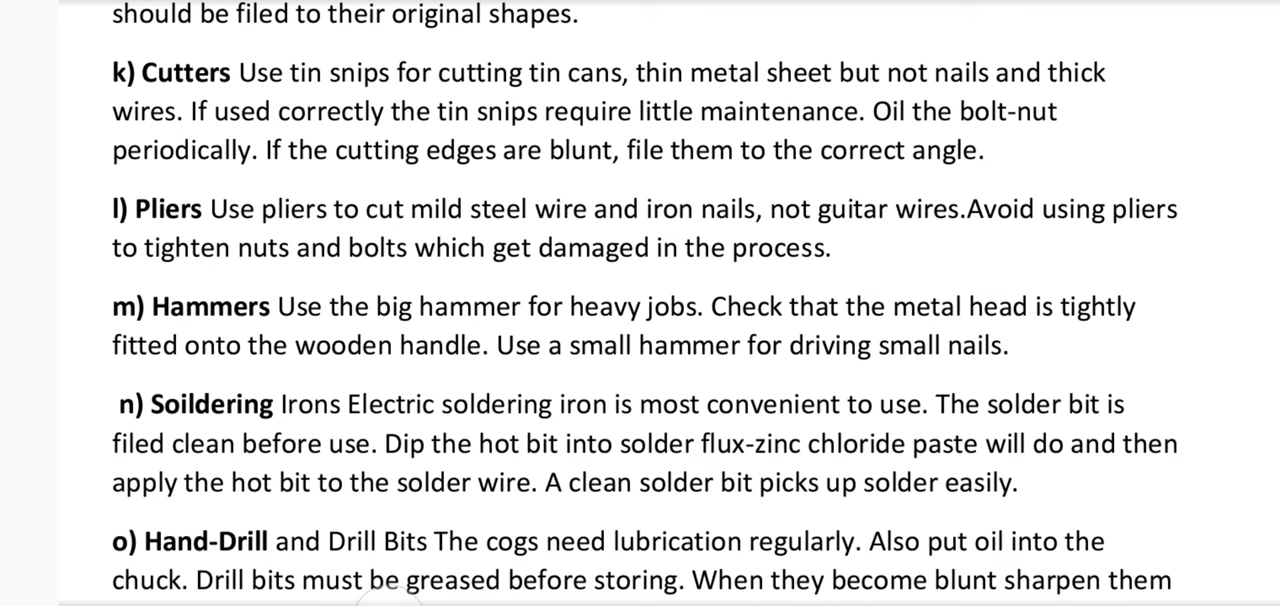 should be filed to their original shapes.
k) Cutters Use tin snips for cutting tin cans, thin metal sheet but not nails and thick
wires. If used correctly the tin snips require little maintenance. Oil the bolt-nut
periodically. If the cutting edges are blunt, file them to the correct angle.
l) Pliers Use pliers to cut mild steel wire and iron nails, not guitar wires.Avoid using pliers
to tighten nuts and bolts which get damaged in the process.
m) Hammers Use the big hammer for heavy jobs. Check that the metal head is tightly
fitted onto the wooden handle. Use a small hammer for driving small nails.
n) Soildering Irons Electric soldering iron is most convenient to use. The solder bit is
filed clean before use. Dip the hot bit into solder flux-zinc chloride paste will do and then
apply the hot bit to the solder wire. A clean solder bit picks up solder easily.
o) Hand-Drill and Drill Bits The cogs need lubrication regularly. Also put oil into the
chuck. Drill bits must be greased before storing. When they become blunt sharpen them